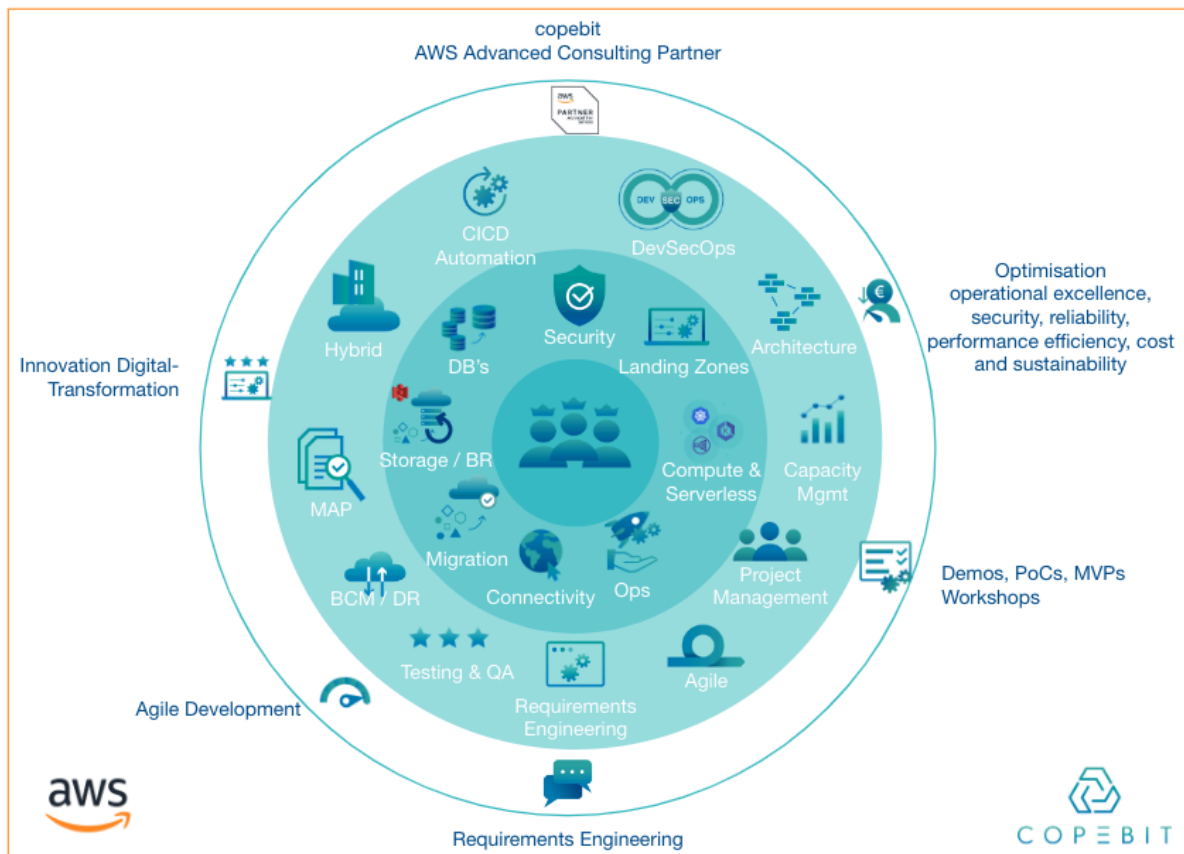 copebit
AWS Advanced Consulting Partner
aws
PARTNER
CICD
Automation
DEV
SEC
OPS
DevSecOps
Hybrid
DB's
Security
Landing Zones
Architecture
€
Optimisation
operational excellence,
security, reliability,
performance efficiency, cost
and sustainability
Innovation Digital-
Transformation
Storage / BR
Compute &
Serverless
Capacity
Mgmt
MAP
Migration
Connectivity
Ops
Project
Management
Demos, PoCs, MVPs
Workshops
BCM / DR
Testing & QA
Requirements
Engineering
Agile
Agile Development
Requirements Engineering
aws
COPEBIT